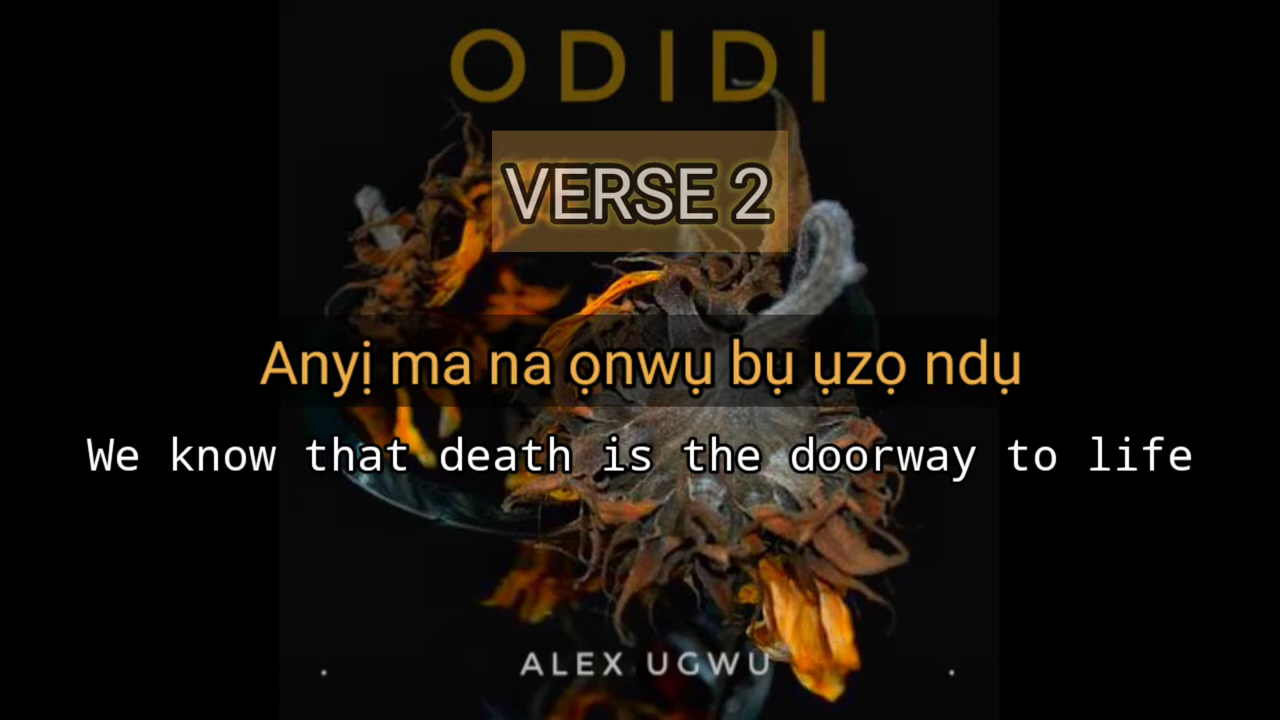 ODIDI
VERSE 2
Anyị ma na ọnwụ bụ ụzọ ndụ
We know that death is the doorway to life
. ALEX UGWU .